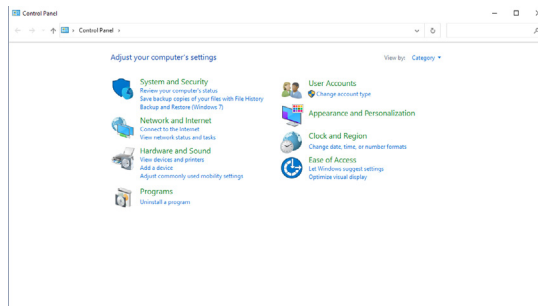 Control Panel
Control Panel
Adjust your computer's settings
View by: Category
System and Security
Review your computer's status
Save backup copies of your files with File History
Backup and Restore (Windows 7)
Network and Internet
Connect to the Internet
View network status and tasks
Hardware and Sound
View devices and printers
Add a device
Adjust commonly used mobility settings
Programs
Uninstall a program
User Accounts
Change account type
Appearance and Personalization
Clock and Region
Change date, time, or number formats
Ease of Access
Let Windows suggest settings
Optimize visual display